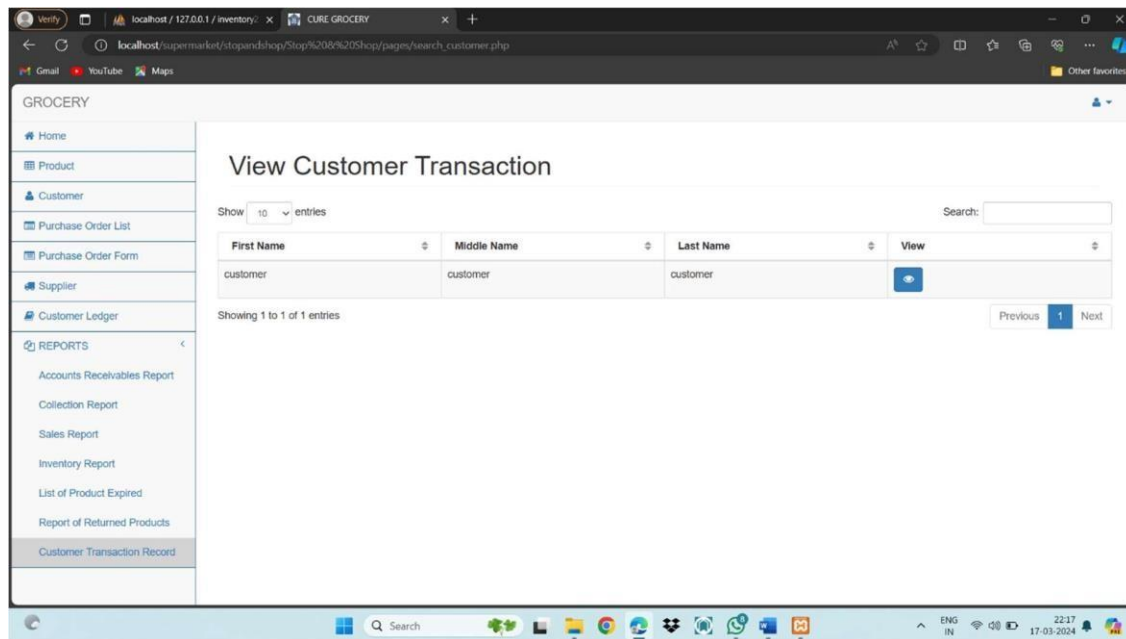 Verify
localhost / 127.0.0.1 / inventory2
CURE GROCERY
localhost/supermarket/stopandshop/Stop%20&%20Shop/pages/search_customer.php
Gmail YouTube Maps
Other favorites
GROCERY
Home
Product
Customer
Purchase Order List
Purchase Order Form
Supplier
Customer Ledger
REPORTS
Accounts Receivables Report
Collection Report
Sales Report
Inventory Report
List of Product Expired
Report of Returned Products
Customer Transaction Record
View Customer Transaction
Show 10 entries
Search:
First Name Middle Name Last Name View
customer customer customer
Showing 1 to 1 of 1 entries
Previous 1 Next
Search
ENG
IN
22:17
17-03-2024